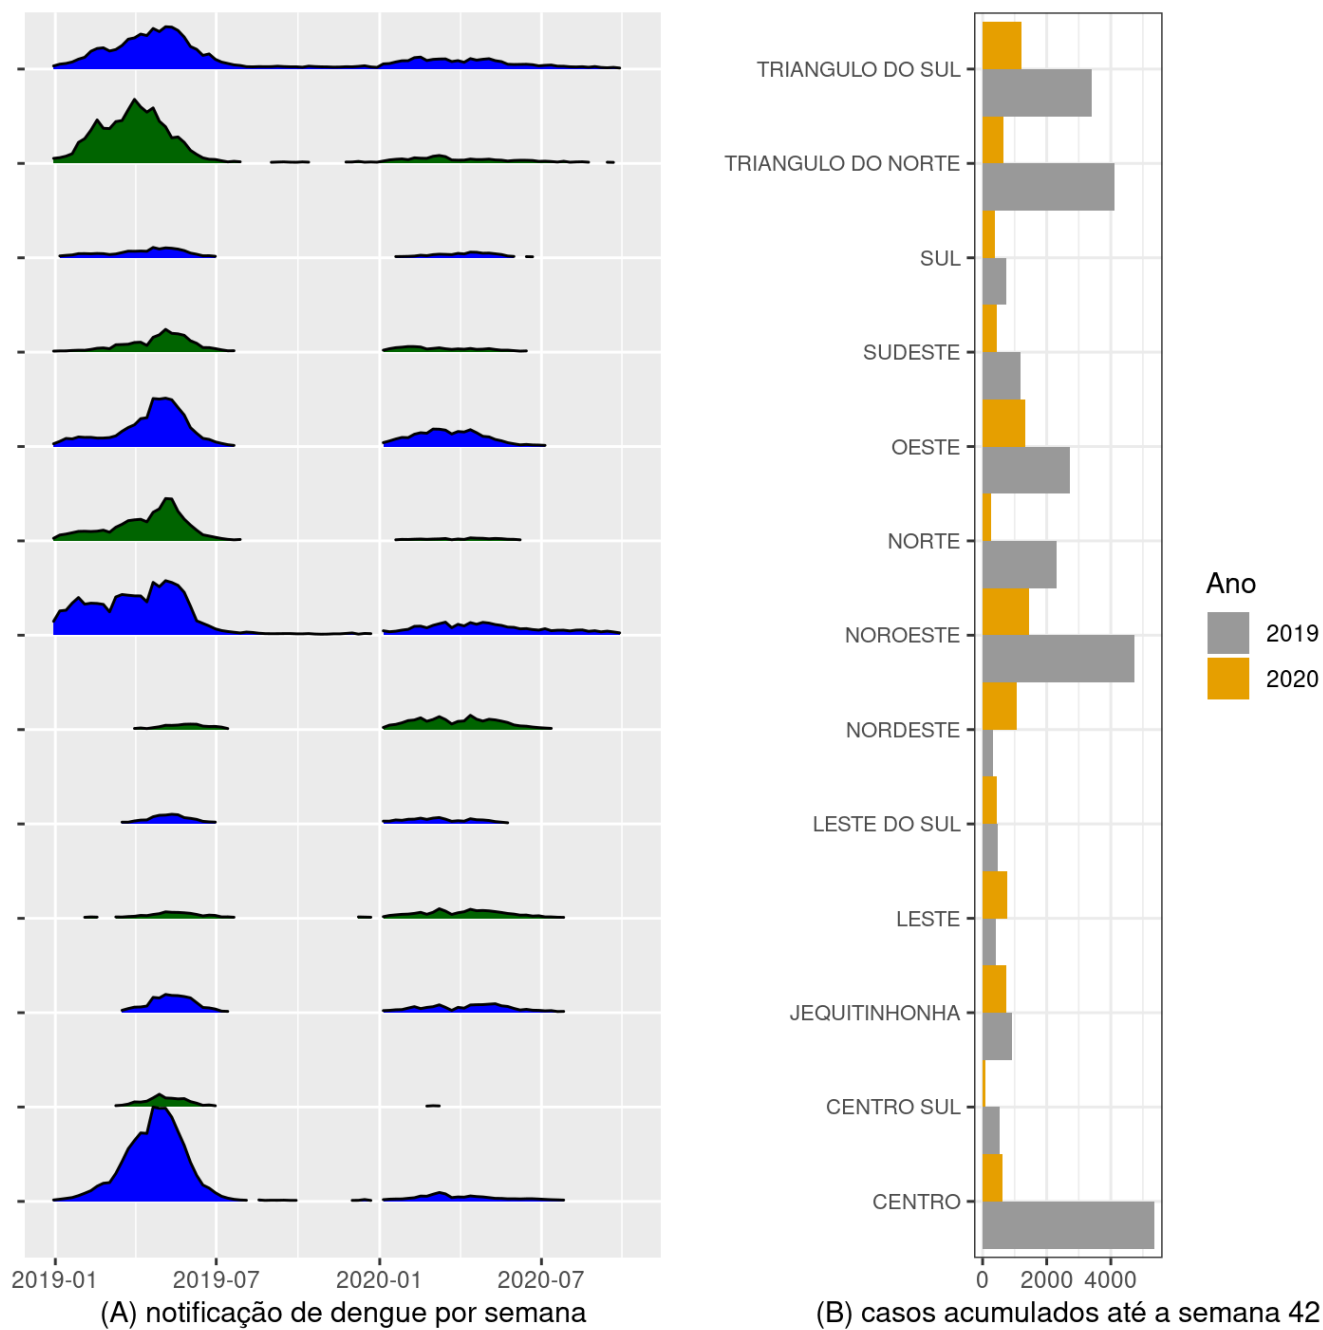 TRIANGULO DO SUL
TRIANGULO DO NORTE
SUL
SUDESTE
OESTE
NORTE
NOROESTE
NORDESTE
LESTE DO SUL
LESTE
JEQUITINHONHA
CENTRO SUL
CENTRO
Ano
2019
2020
2019-01 2019-07 2020-01 2020-07
0 2000 4000
(A) notificação de dengue por semana
(B) casos acumulados até a semana 42